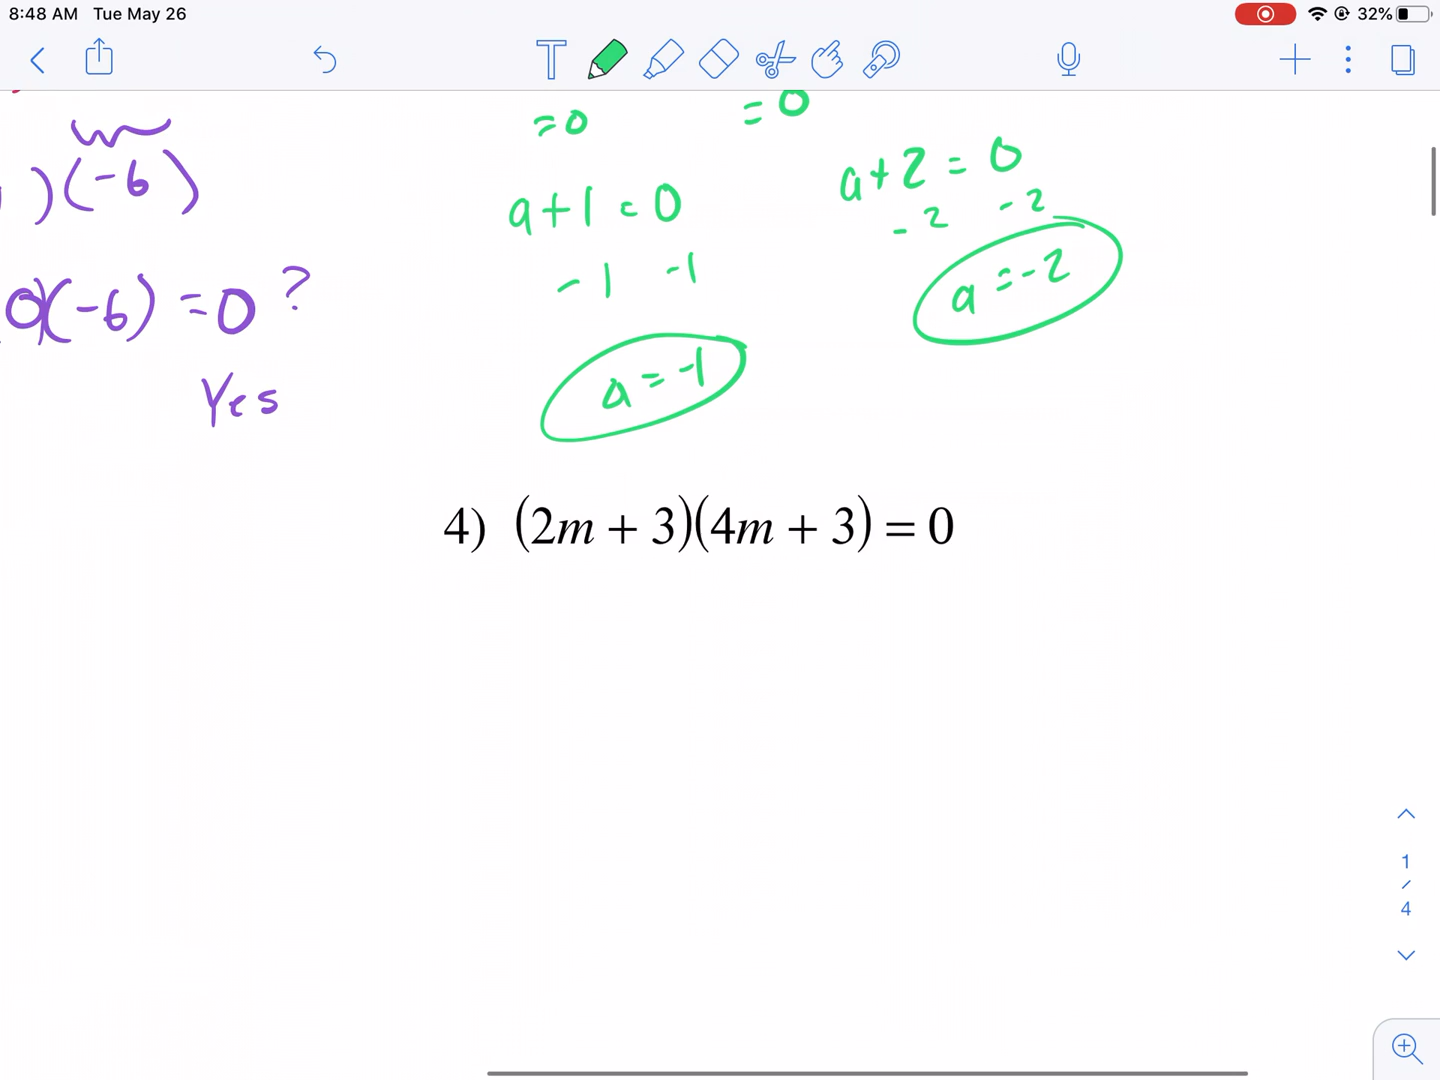 8:48 AM Tue May 26
32%
T
=0
=0
)(-6)
a+1=0
a+2=0
-2 -2
-1 -1
a=-2
0)(-6)=0?
Yes
a=-1
4) (2m + 3)(4m + 3) = 0
1
/
4